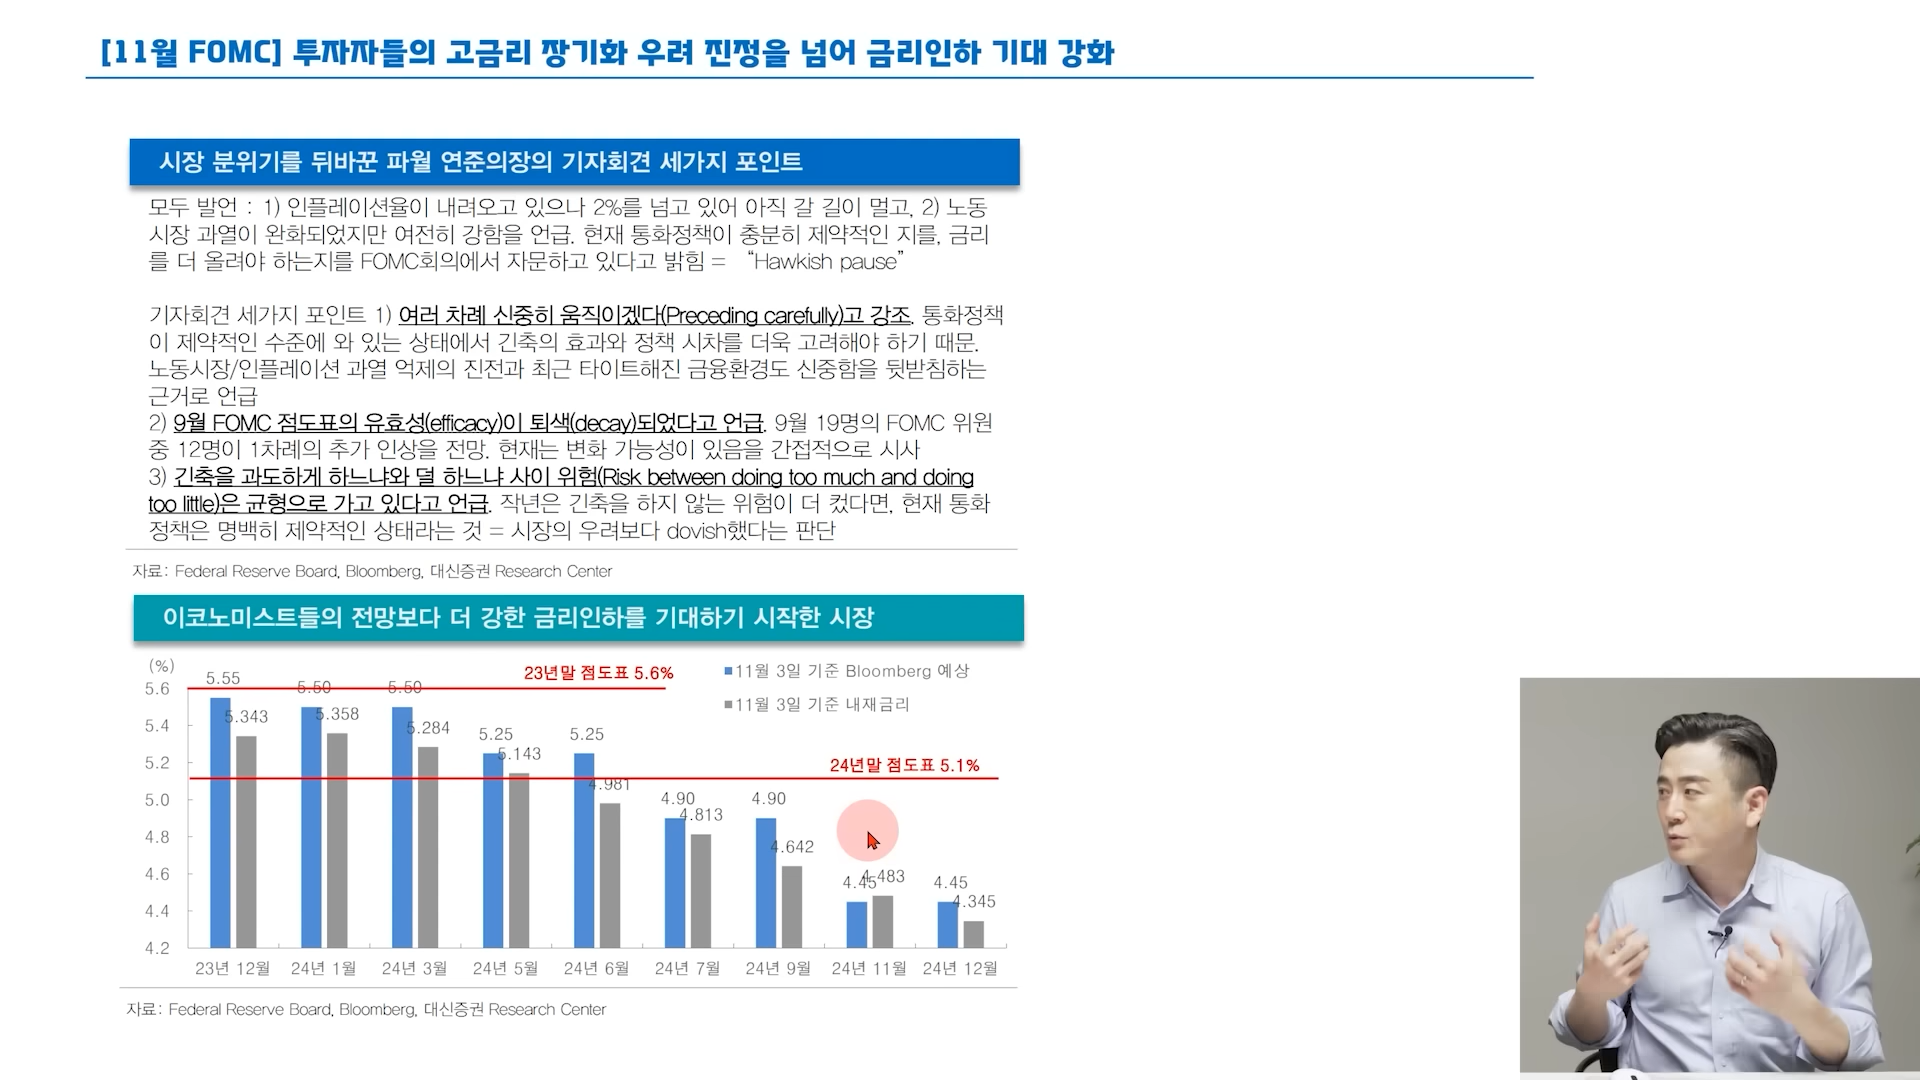 [11월 FOMC] 투자자들의 고금리 장기화 우려 진정을 넘어 금리인하 기대 강화
시장 분위기를 뒤바꾼 파월 연준의장의 기자회견 세가지 포인트
모두 발언 : 1) 인플레이션율이 내려오고 있으나 2%를 넘고 있어 아직 갈 길이 멀고, 2) 노동
시장 과열이 완화되었지만 여전히 강함을 언급. 현재 통화정책이 충분히 제약적인 지를, 금리
를 더 올려야 하는지를 FOMC회의에서 자문하고 있다고 밝힘 = “Hawkish pause”
기자회견 세가지 포인트 1) 여러 차례 신중히 움직이겠다(Preceding carefully)고 강조. 통화정책
이 제약적인 수준에 와 있는 상태에서 긴축의 효과와 정책 시차를 더욱 고려해야 하기 때문.
노동시장/인플레이션 과열 억제의 진전과 최근 타이트해진 금융환경도 신중함을 뒷받침하는
근거로 언급
2) 9월 FOMC 점도표의 유효성(efficacy)이 퇴색(decay)되었다고 언급. 9월 19명의 FOMC 위원
중 12명이 1차례의 추가 인상을 전망. 현재는 변화 가능성이 있음을 간접적으로 시사
3) 긴축을 과도하게 하느냐와 덜 하느냐 사이 위험(Risk between doing too much and doing
too little)은 균형으로 가고 있다고 언급. 작년은 긴축을 하지 않는 위험이 더 컸다면, 현재 통화
정책은 명백히 제약적인 상태라는 것 = 시장의 우려보다 dovish했다는 판단
자료: Federal Reserve Board, Bloomberg, 대신증권 Research Center
이코노미스트들의 전망보다 더 강한 금리인하를 기대하기 시작한 시장
(%)
23년말 점도표 5.6%
11월 3일 기준 Bloomberg 예상
11월 3일 기준 내재금리
24년말 점도표 5.1%
5.6
5.4
5.2
5.0
4.8
4.6
4.4
4.2
5.55
5.343
5.50
5.358
5.50
5.284
5.25
5.143
5.25
4.981
4.90
4.813
4.90
4.642
4.45
4.483
4.45
4.345
23년 12월
24년 1월
24년 3월
24년 5월
24년 6월
24년 7월
24년 9월
24년 11월
24년 12월
자료: Federal Reserve Board, Bloomberg, 대신증권 Research Center